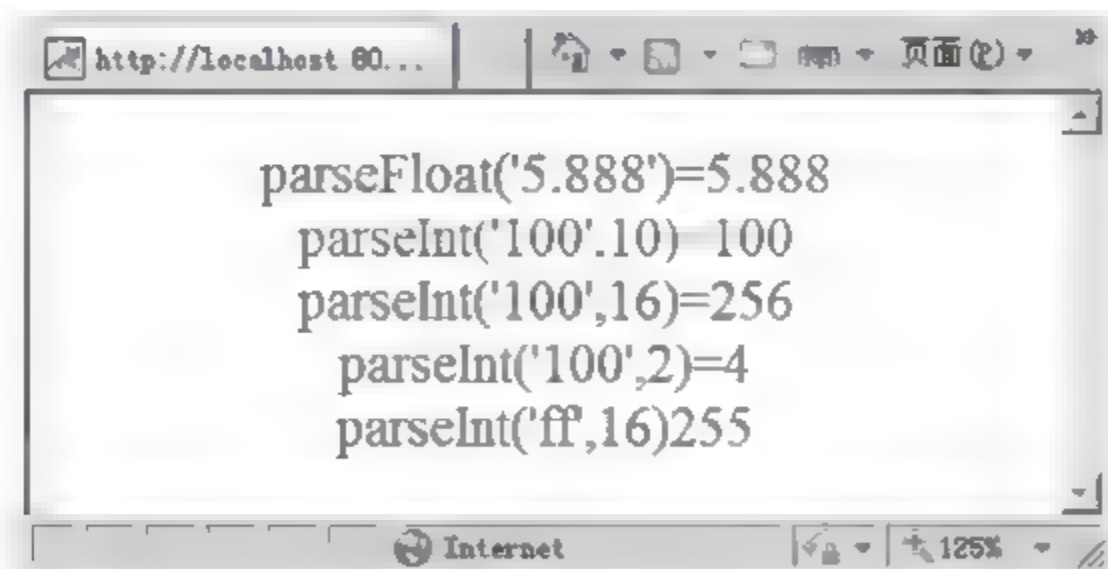 http://localhost 80... 页面(P)
parseFloat('5.888')=5.888
parseInt('100'.10) 100
parseInt('100',16)=256
parseInt('100',2)=4
parseInt('ff',16)255
Internet 125%